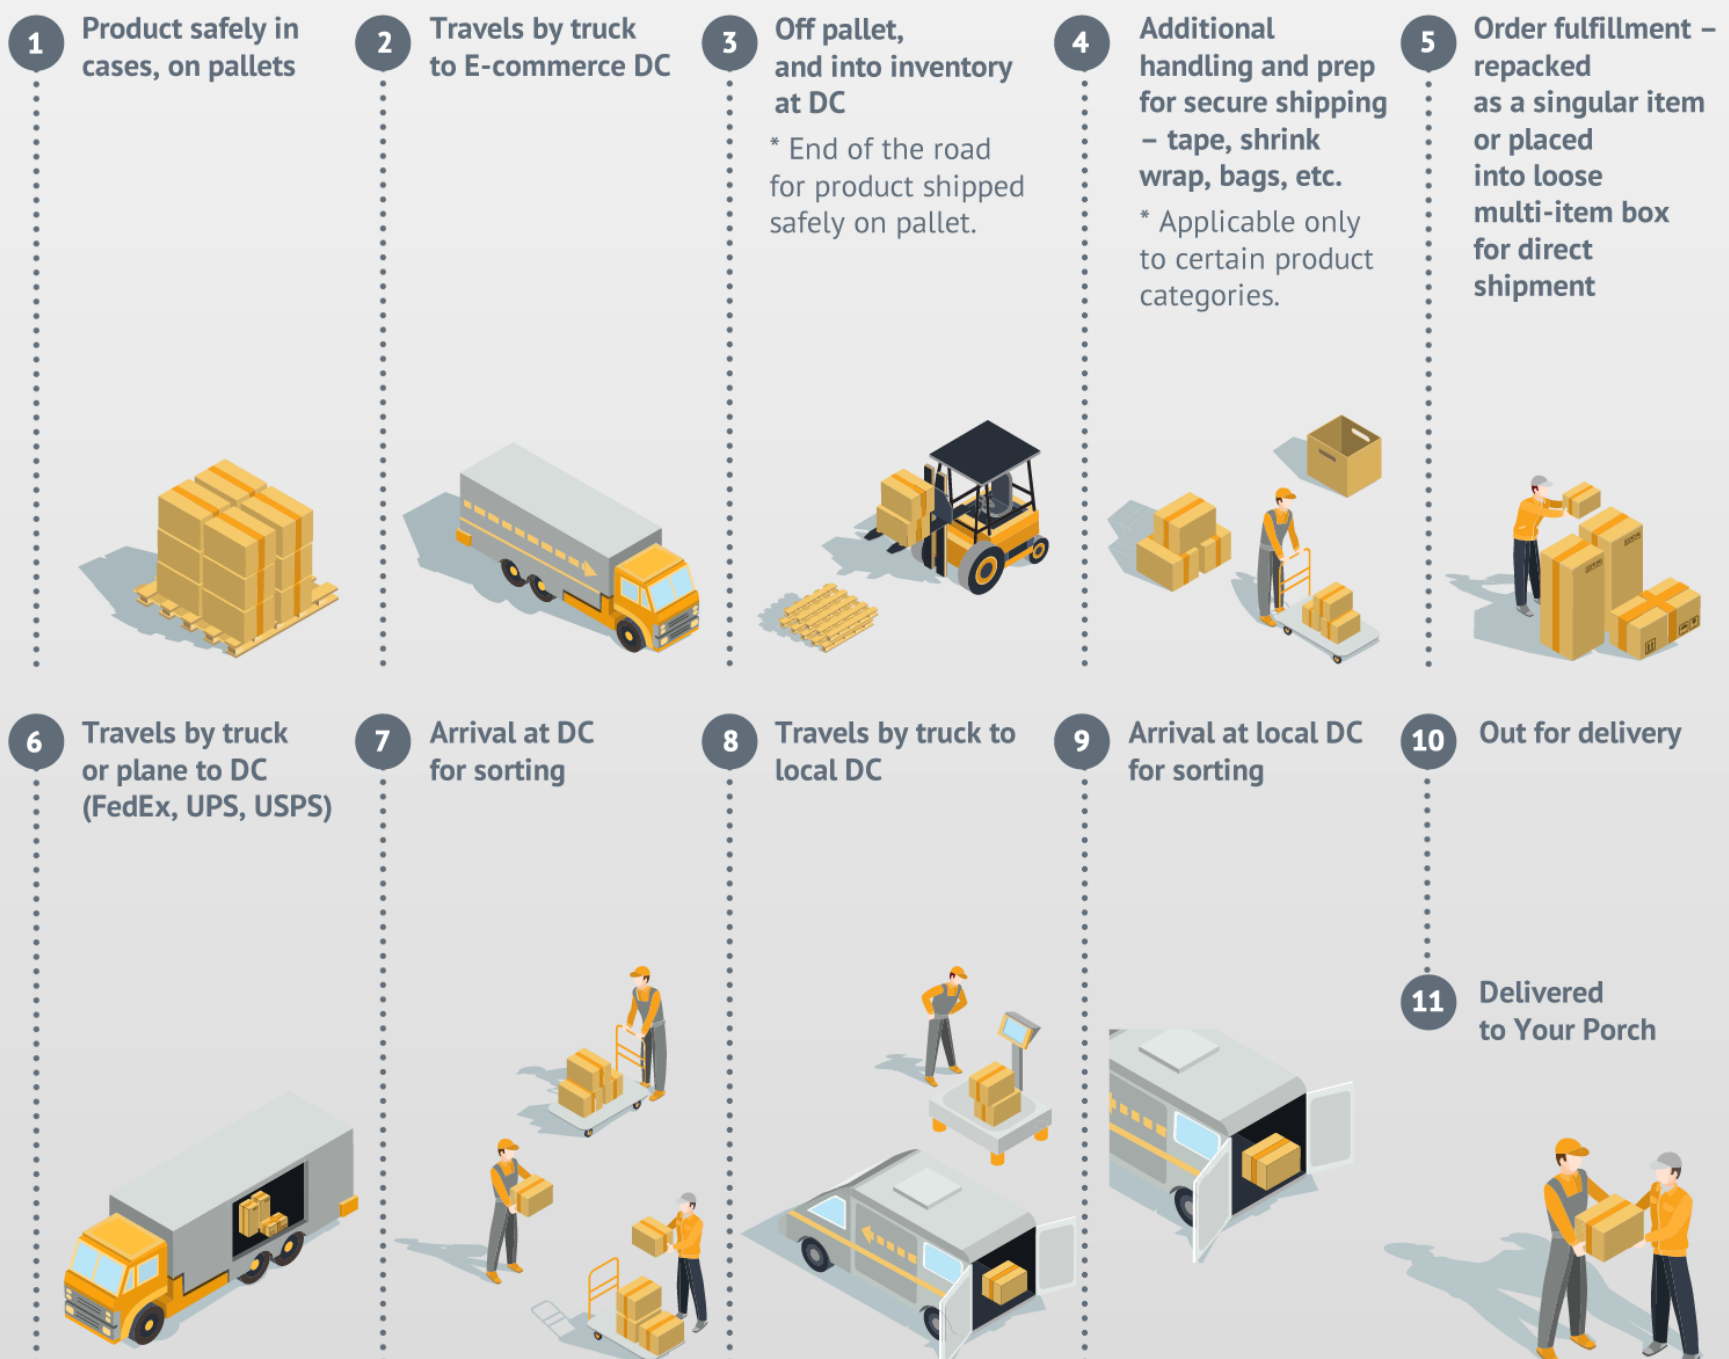 1
Product safely in
cases, on pallets
2
Travels by truck
to E-commerce DC
3
Off pallet,
and into inventory
at DC
* End of the road
for product shipped
safely on pallet.
4
Additional
handling and prep
for secure shipping
– tape, shrink
wrap, bags, etc.
* Applicable only
to certain product
categories.
5
Order fulfillment –
repacked
as a singular item
or placed
into loose
multi-item box
for direct
shipment
6
Travels by truck
or plane to DC
(FedEx, UPS, USPS)
7
Arrival at DC
for sorting
8
Travels by truck to
local DC
9
Arrival at local DC
for sorting
10
Out for delivery
11
Delivered
to Your Porch